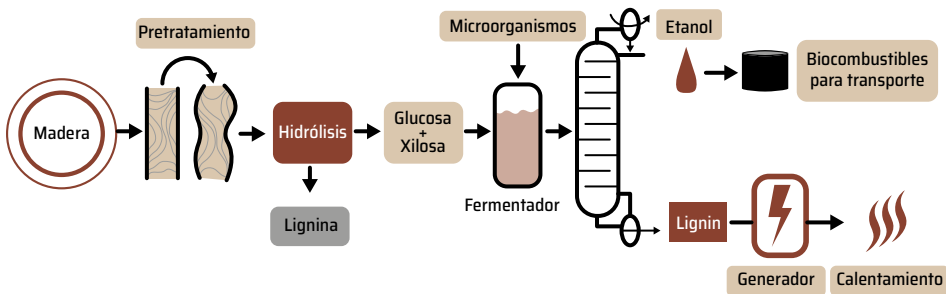 Pretratamiento
Madera
Hidrólisis
Lignina
Glucosa
+
Xilosa
Microorganismos
Fermentador
Etanol
Biocombustibles
para transporte
Lignin
Generador
Calentamiento